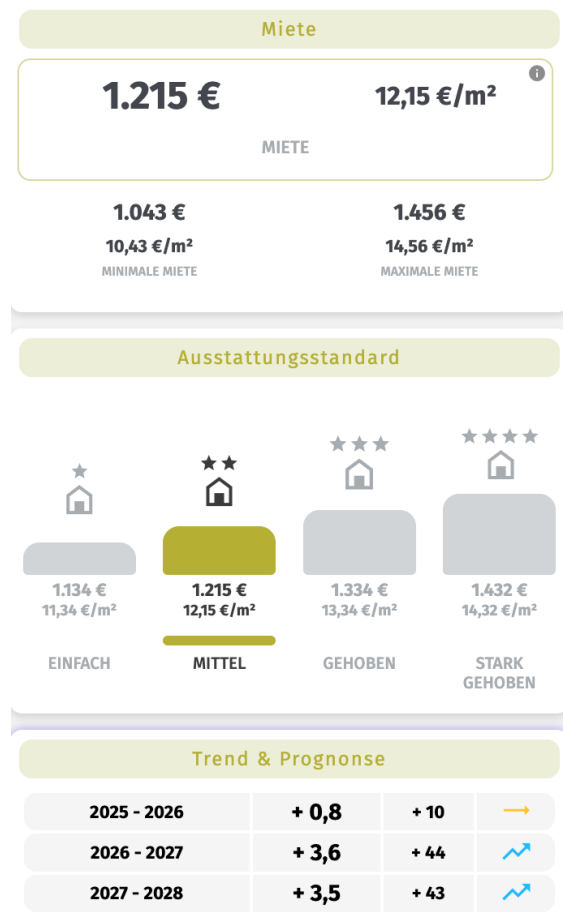 Miete
1.215 €
12,15 €/m²
MIETE
1.043 €
1.456 €
10,43 €/m²
14,56 €/m²
MINIMALE MIETE
MAXIMALE MIETE
Ausstattungsstandard
1.134 €
1.215 €
1.334 €
1.432 €
11,34 €/m²
12,15 €/m²
13,34 €/m²
14,32 €/m²
EINFACH
MITTEL
GEHOBEN
STARK
GEHOBEN
Trend & Prognonse
2025 - 2026 + 0,8 + 10
2026 - 2027 + 3,6 + 44
2027 - 2028 + 3,5 + 43